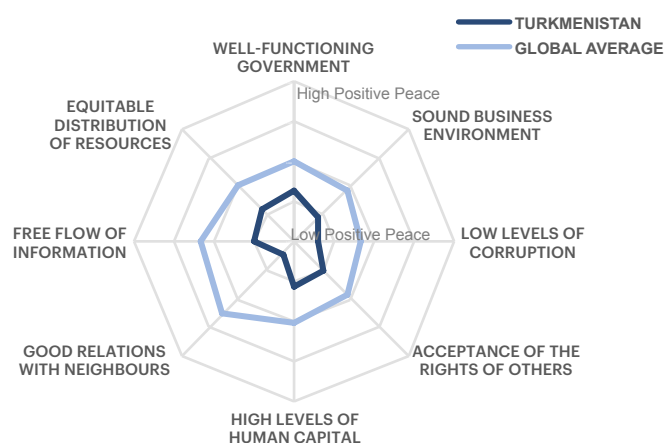 TURKMENISTAN
GLOBAL AVERAGE
WELL-FUNCTIONING
GOVERNMENT
High Positive Peace
EQUITABLE
DISTRIBUTION
OF RESOURCES
SOUND BUSINESS
ENVIRONMENT
FREE FLOW OF
INFORMATION
Low Positive Peace
LOW LEVELS OF
CORRUPTION
GOOD RELATIONS
WITH NEIGHBOURS
ACCEPTANCE OF THE
RIGHTS OF OTHERS
HIGH LEVELS OF
HUMAN CAPITAL